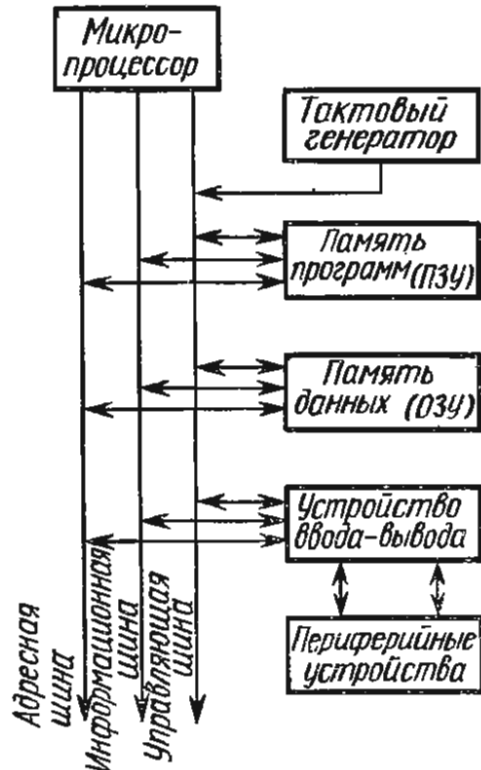 Микро-
процессор
Тактовый
генератор
Память
программ (ПЗУ)
Память
данных (ОЗУ)
Устройство
ввода-вывода
Периферийные
устройства
Адресная
шина
Информационная
шина
Управляющая
шина